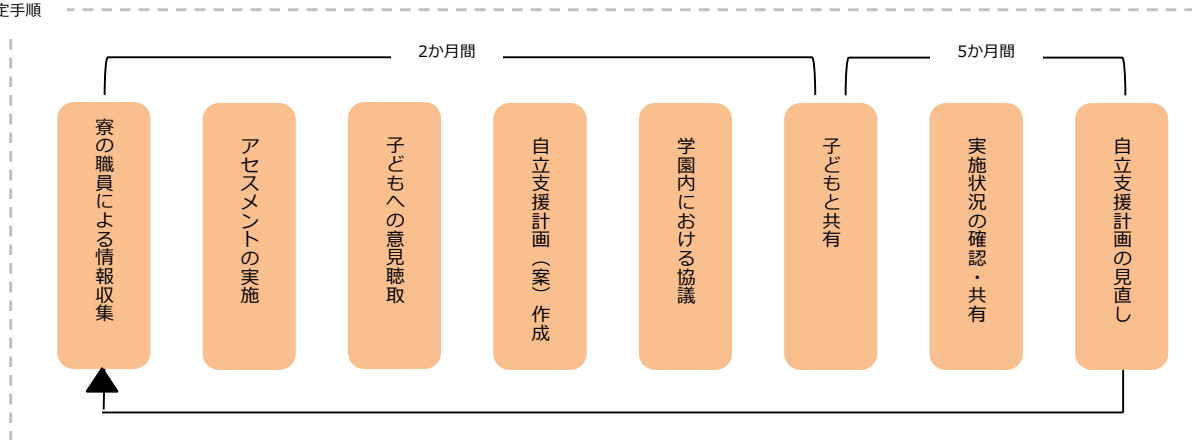 定手順
2か月間
5か月間
寮の職員による情報収集
アセスメントの実施
子どもへの意見聴取
自立支援計画（案）作成
学園内における協議
子どもと共有
実施状況の確認・共有
自立支援計画の見直し